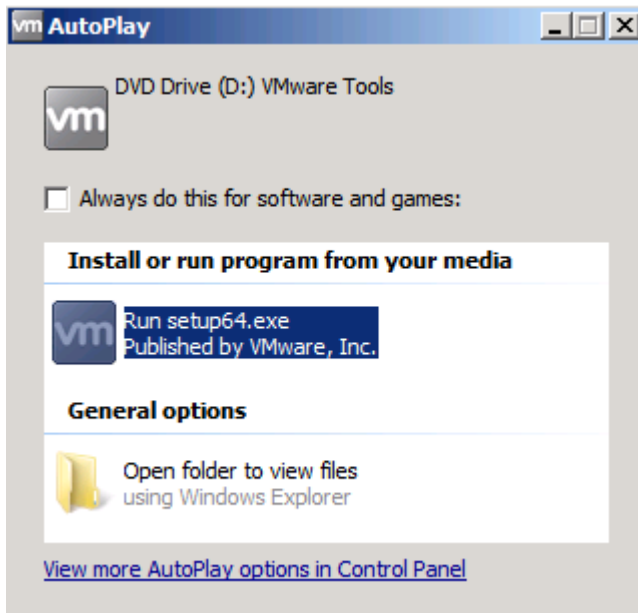 vm AutoPlay
DVD Drive (D:) VMware Tools
vm
Always do this for software and games:
Install or run program from your media
vm
Run setup64.exe
Published by VMware, Inc.
General options
Open folder to view files
using Windows Explorer
View more AutoPlay options in Control Panel